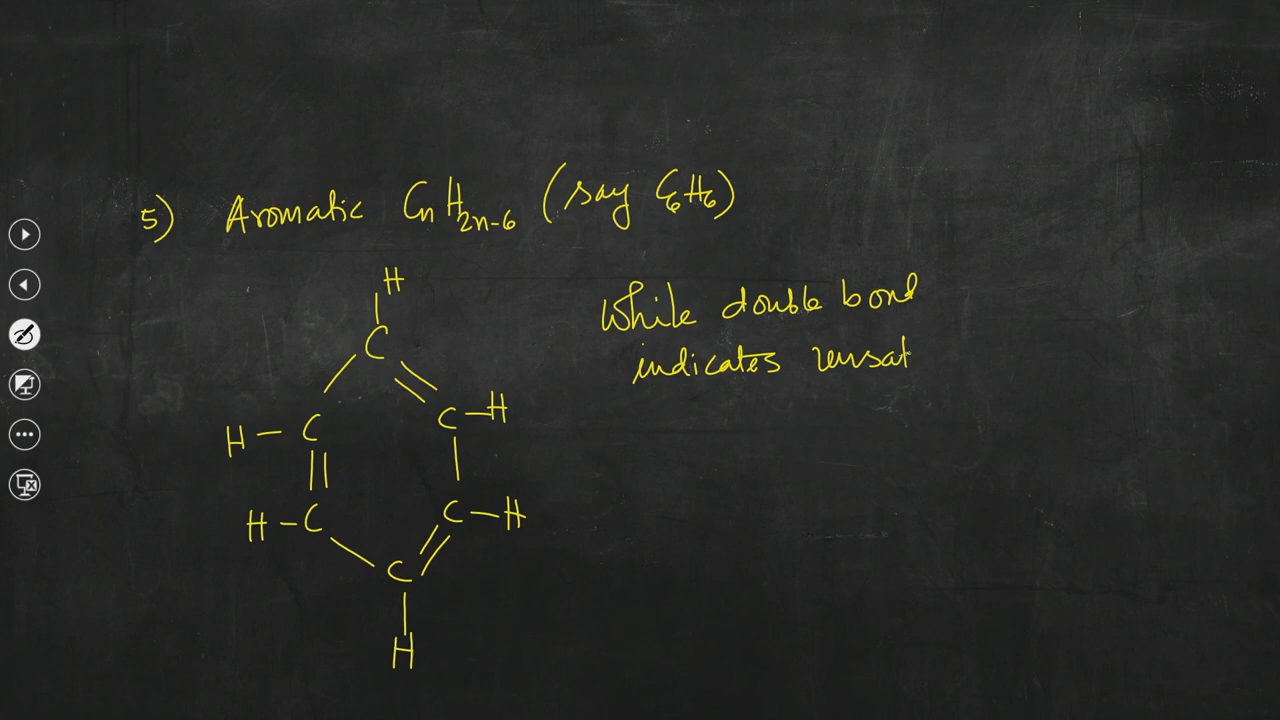 5) Aromatic CnH2n-6 (say C6H6)
H
C
H - C
C - H
H - C
C - H
C
H
While double bond
indicates unsat